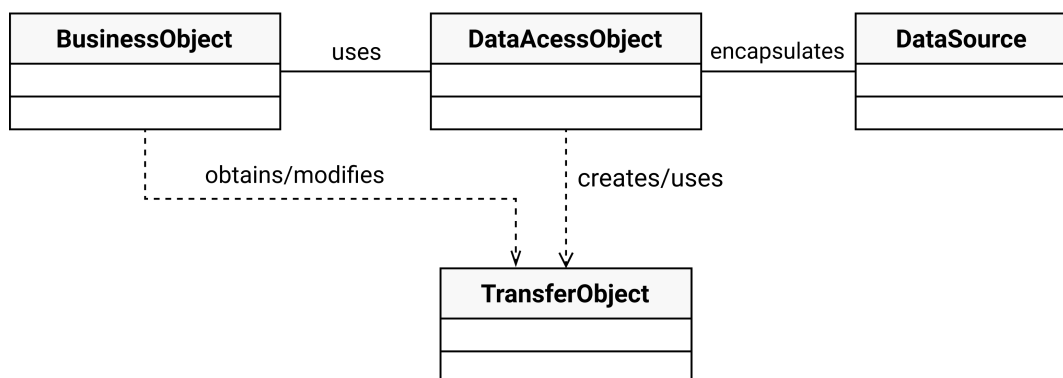 BusinessObject
uses
DataAcessObject
encapsulates
DataSource
obtains/modifies
creates/uses
TransferObject